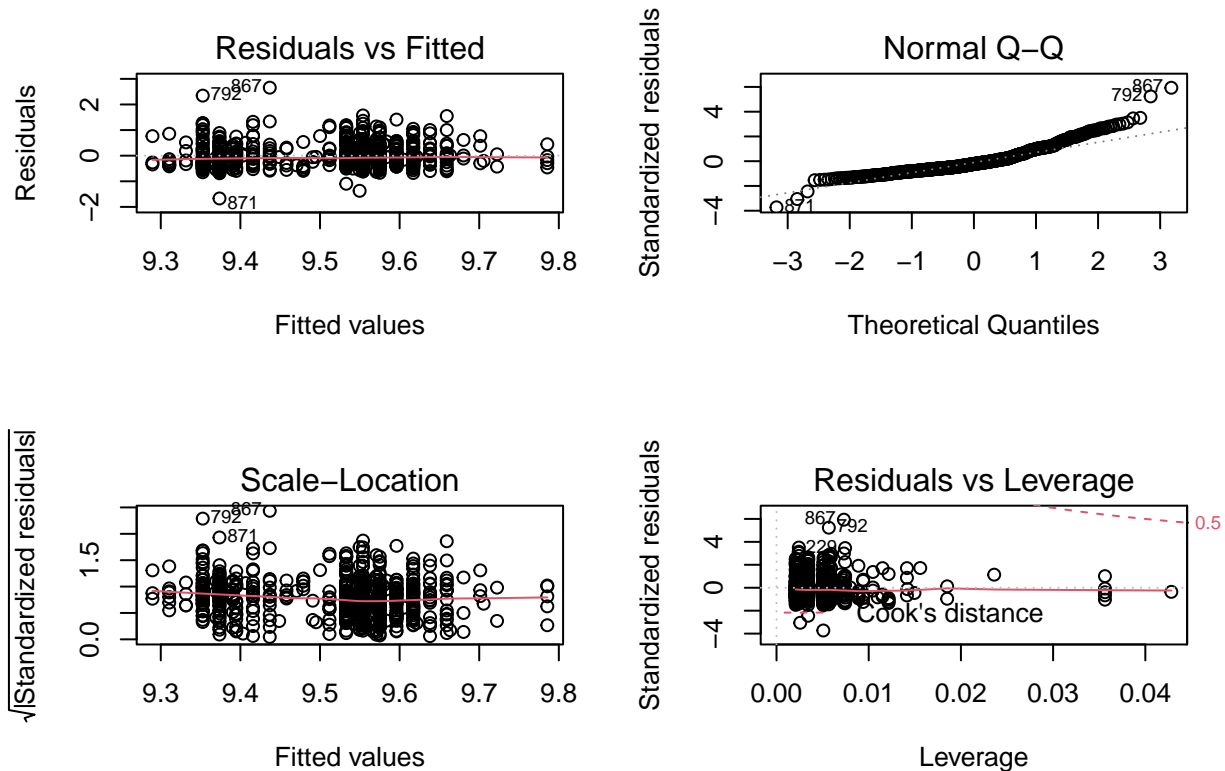 Residuals vs Fitted
Residuals
2
0
−2
792
867
871
9.3 9.4 9.5 9.6 9.7 9.8
Fitted values
Normal Q−Q
Standardized residuals
4
0
−4
792
867
871
−3 −2 −1 0 1 2 3
Theoretical Quantiles
Scale−Location
√|Standardized residuals|
1.5
0.0
792
867
871
9.3 9.4 9.5 9.6 9.7 9.8
Fitted values
Residuals vs Leverage
Standardized residuals
4
0
−4
867
792
229
0.5
Cook's distance
0.00 0.01 0.02 0.03 0.04
Leverage